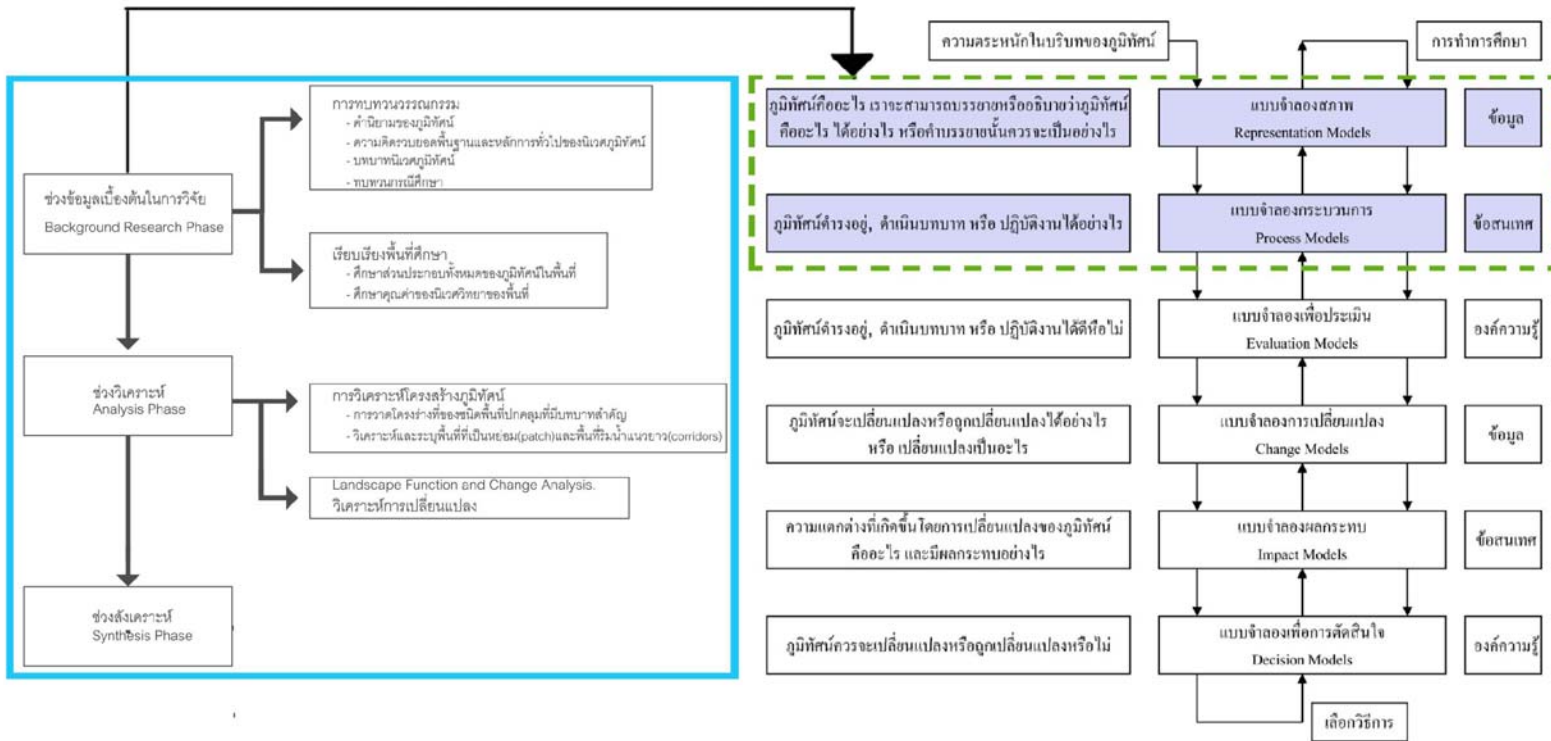 ช่วงข้อมูลเบื้องต้นในการวิจัย
Background Research Phase
การทบทวนวรรณกรรม
- คำนิยามของภูมิทัศน์
- ความคิดรวบยอดพื้นฐานและหลักการทั่วไปของนิเวศภูมิทัศน์
- บทบาทนิเวศภูมิทัศน์
- ทบทวนกรณีศึกษา
เรียบเรียงพื้นที่ศึกษา
- ศึกษาส่วนประกอบทั้งหมดของภูมิทัศน์ในพื้นที่
- ศึกษาคุณค่าของนิเวศวิทยาของพื้นที่
ช่วงวิเคราะห์
Analysis Phase
การวิเคราะห์โครงสร้างภูมิทัศน์
- การวาดโครงร่างที่ของชนิดพื้นที่ปกคลุมที่มีบทบาทสำคัญ
- วิเคราะห์และระบุพื้นที่ที่เป็นหย่อม(patch)และพื้นที่ริมน้ำแนวยาว(corridors)
Landscape Function and Change Analysis.
วิเคราะห์การเปลี่ยนแปลง
ช่วงสังเคราะห์
Synthesis Phase
ความตระหนักในบริบทของภูมิทัศน์
การทำการศึกษา
ภูมิทัศน์คืออะไร เราจะสามารถบรรยายหรืออธิบายว่าภูมิทัศน์
คืออะไร ได้อย่างไร หรือคำบรรยายนั้นควรจะเป็นอย่างไร
แบบจำลองสภาพ
Representation Models
ข้อมูล
ภูมิทัศน์ดำรงอยู่, ดำเนินบทบาท หรือ ปฏิบัติงานได้อย่างไร
แบบจำลองกระบวนการ
Process Models
ข้อสนเทศ
ภูมิทัศน์ดำรงอยู่, ดำเนินบทบาท หรือ ปฏิบัติงานได้ดีหือไม่
แบบจำลองเพื่อประเมิน
Evaluation Models
องค์ความรู้
ภูมิทัศน์จะเปลี่ยนแปลงหรือถูกเปลี่ยนแปลงได้อย่างไร
หรือ เปลี่ยนแปลงเป็นอะไร
แบบจำลองการเปลี่ยนแปลง
Change Models
ข้อมูล
ความแตกต่างที่เกิดขึ้นโดยการเปลี่ยนแปลงของภูมิทัศน์
คืออะไร และมีผลกระทบอย่างไร
แบบจำลองผลกระทบ
Impact Models
ข้อสนเทศ
ภูมิทัศน์ควรจะเปลี่ยนแปลงหรือถูกเปลี่ยนแปลงหรือไม่
แบบจำลองเพื่อการตัดสินใจ
Decision Models
องค์ความรู้
เลือกวิธีการ